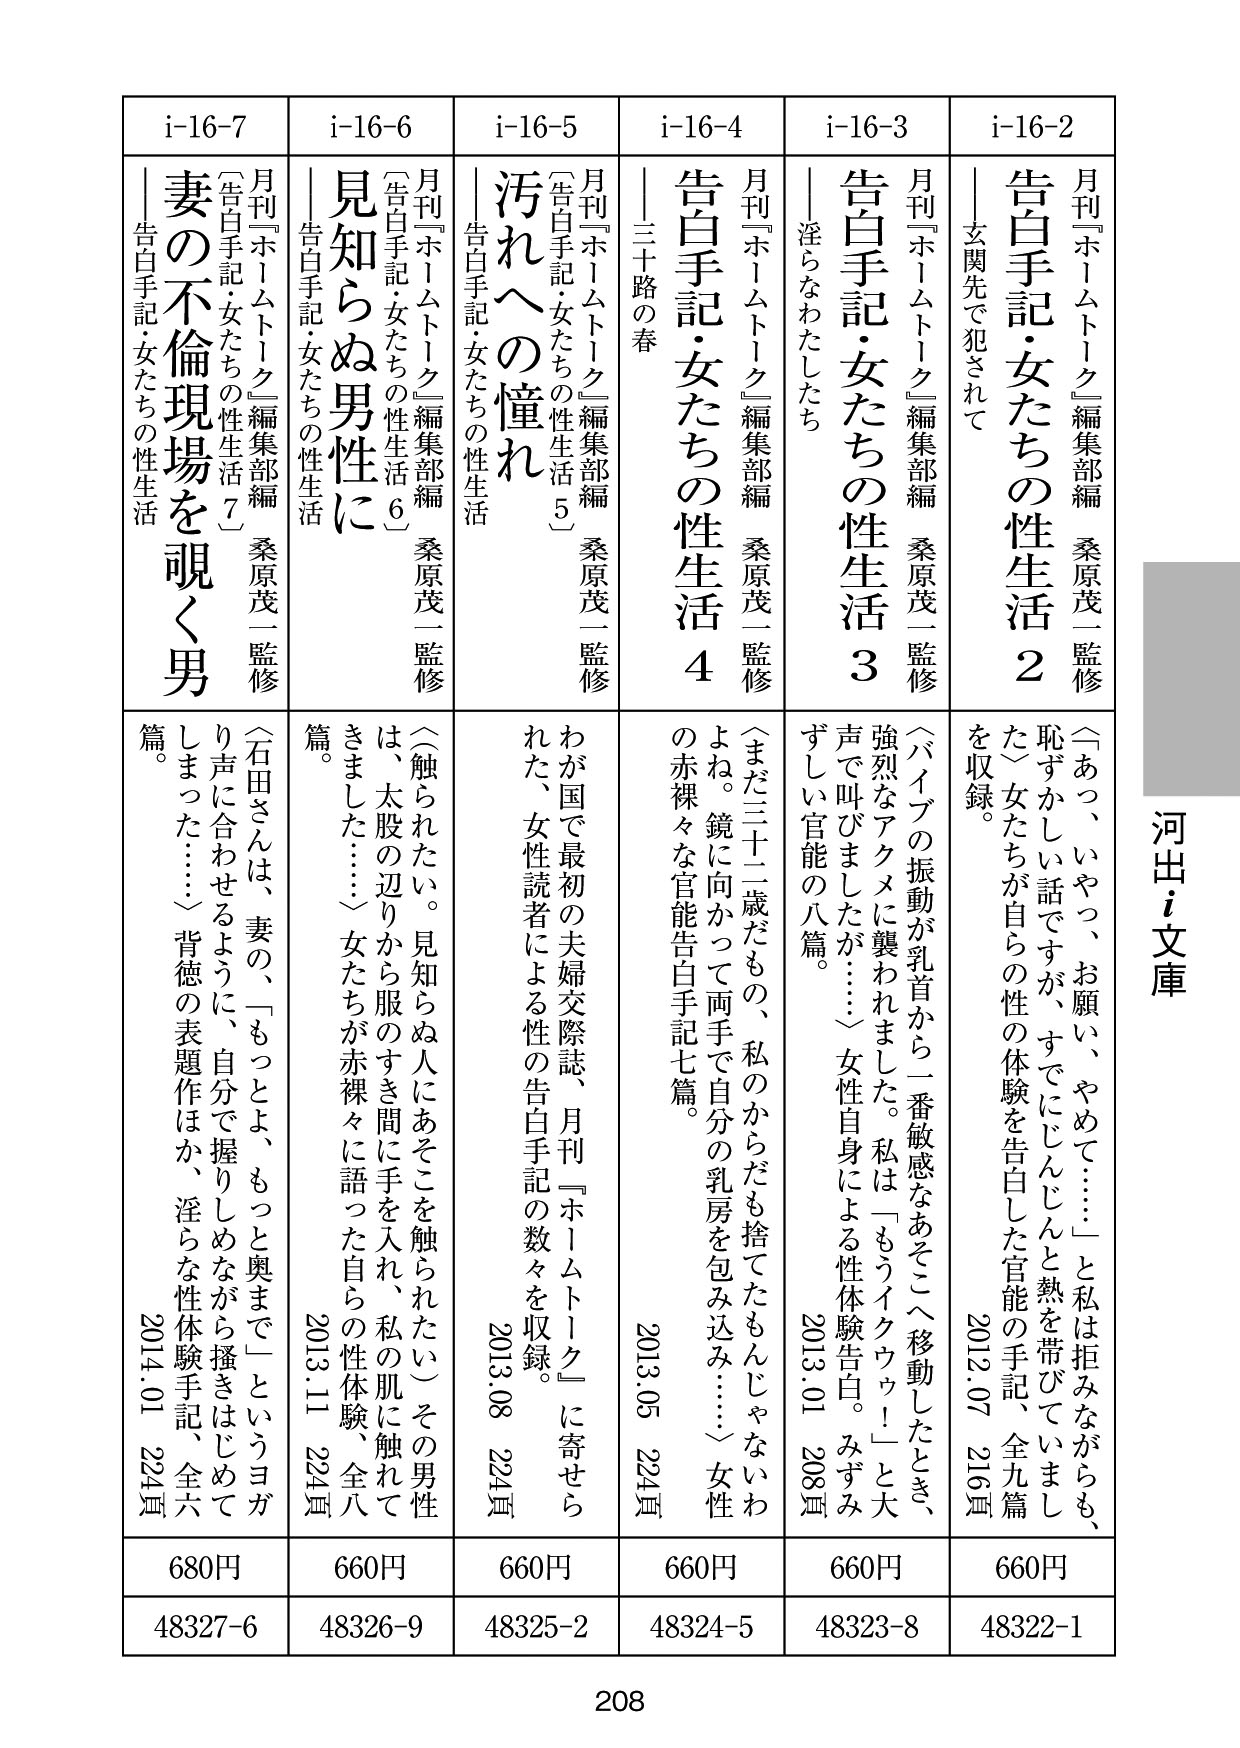 河出i文庫
i-16-2
月刊『ホームトーク』編集部編　桑原茂一監修
告白手記・女たちの性生活 2
――玄関先で犯されて
〈「あっ、いやっ、お願い、やめて……」と私は拒みながらも、
恥ずかしい話ですが、すでにじんじんと熱を帯びていまし
た〉女たちが自らの性の体験を告白した官能の手記、全九篇
を収録。
2012.07　216頁
660円
48322-1
i-16-3
月刊『ホームトーク』編集部編　桑原茂一監修
告白手記・女たちの性生活 3
――淫らなわたしたち
〈バイブの振動が乳首から一番敏感なあそこへ移動したとき、
強烈なアクメに襲われました。私は「もうイクウゥ！」と大
声で叫びましたが……〉女性自身による性体験告白。みずみ
ずしい官能の八篇。
2013.01　208頁
660円
48323-8
i-16-4
月刊『ホームトーク』編集部編　桑原茂一監修
告白手記・女たちの性生活 4
――三十路の春
〈まだ三十二歳だもの、私のからだも捨てたもんじゃないわ
よね。鏡に向かって両手で自分の乳房を包み込み……〉女性
の赤裸々な官能告白手記七篇。
2013.05　224頁
660円
48324-5
i-16-5
月刊『ホームトーク』編集部編　桑原茂一監修
〔告白手記・女たちの性生活 5〕
汚れへの憧れ
――告白手記・女たちの性生活
わが国で最初の夫婦交際誌、月刊『ホームトーク』に寄せら
れた、女性読者による性の告白手記の数々を収録。
2013.08　224頁
660円
48325-2
i-16-6
月刊『ホームトーク』編集部編　桑原茂一監修
〔告白手記・女たちの性生活 6〕
見知らぬ男性に
――告白手記・女たちの性生活
〈（触られたい。見知らぬ人にあそこを触られたい）その男性
は、太股の辺りから服のすき間に手を入れ、私の肌に触れて
きました……〉女たちが赤裸々に語った自らの性体験、全八
篇。
2013.11　224頁
660円
48326-9
i-16-7
月刊『ホームトーク』編集部編　桑原茂一監修
〔告白手記・女たちの性生活 7〕
妻の不倫現場を覗く男
――告白手記・女たちの性生活
〈石田さんは、妻の、「もっとよ、もっと奥まで」というヨガ
り声に合わせるように、自分で握りしめながら掻きはじめて
しまった……〉背徳の表題作ほか、淫らな性体験手記、全六
篇。
2014.01　224頁
680円
48327-6
208